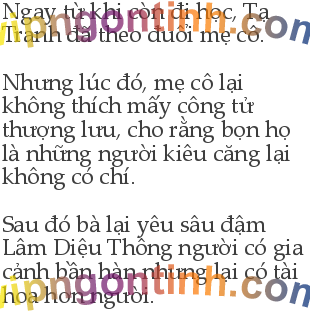 Ngay từ khi còn đi học, Tạ
Tranh đã theo đuổi mẹ cô.
Nhưng lúc đó, mẹ cô lại
không thích mấy công tử
thượng lưu, cho rằng bọn họ
là những người kiêu căng lại
không có chí.
Sau đó bà lại yêu sâu đậm
Lâm Diệu Thông người có gia
cảnh bần hàn nhưng lại có tài
hoa hơn người.